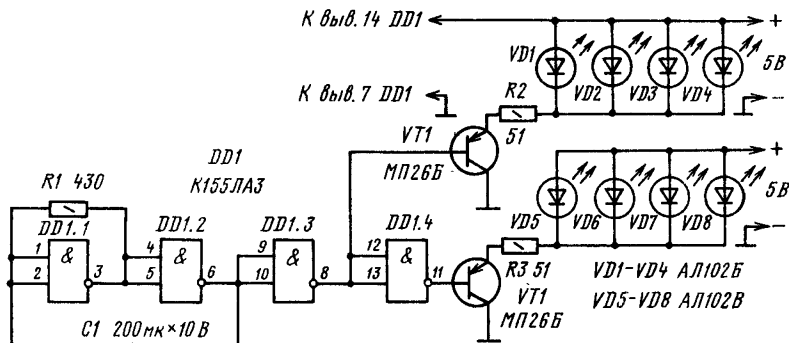 К выв.14 DD1
+
VD1
VD2
VD3
VD4
5В
−
К выв.7 DD1
R2
51
VT1
МП26Б
DD1
К155ЛА3
R1 430
DD1.1
DD1.2
DD1.3
DD1.4
&
&
&
&
1
2
3
4
5
6
9
10
8
12
13
11
+
VD5
VD6
VD7
VD8
5В
−
R3 51
VT1
МП26Б
VD1-VD4 АЛ102Б
VD5-VD8 АЛ102В
С1 200мк×10В